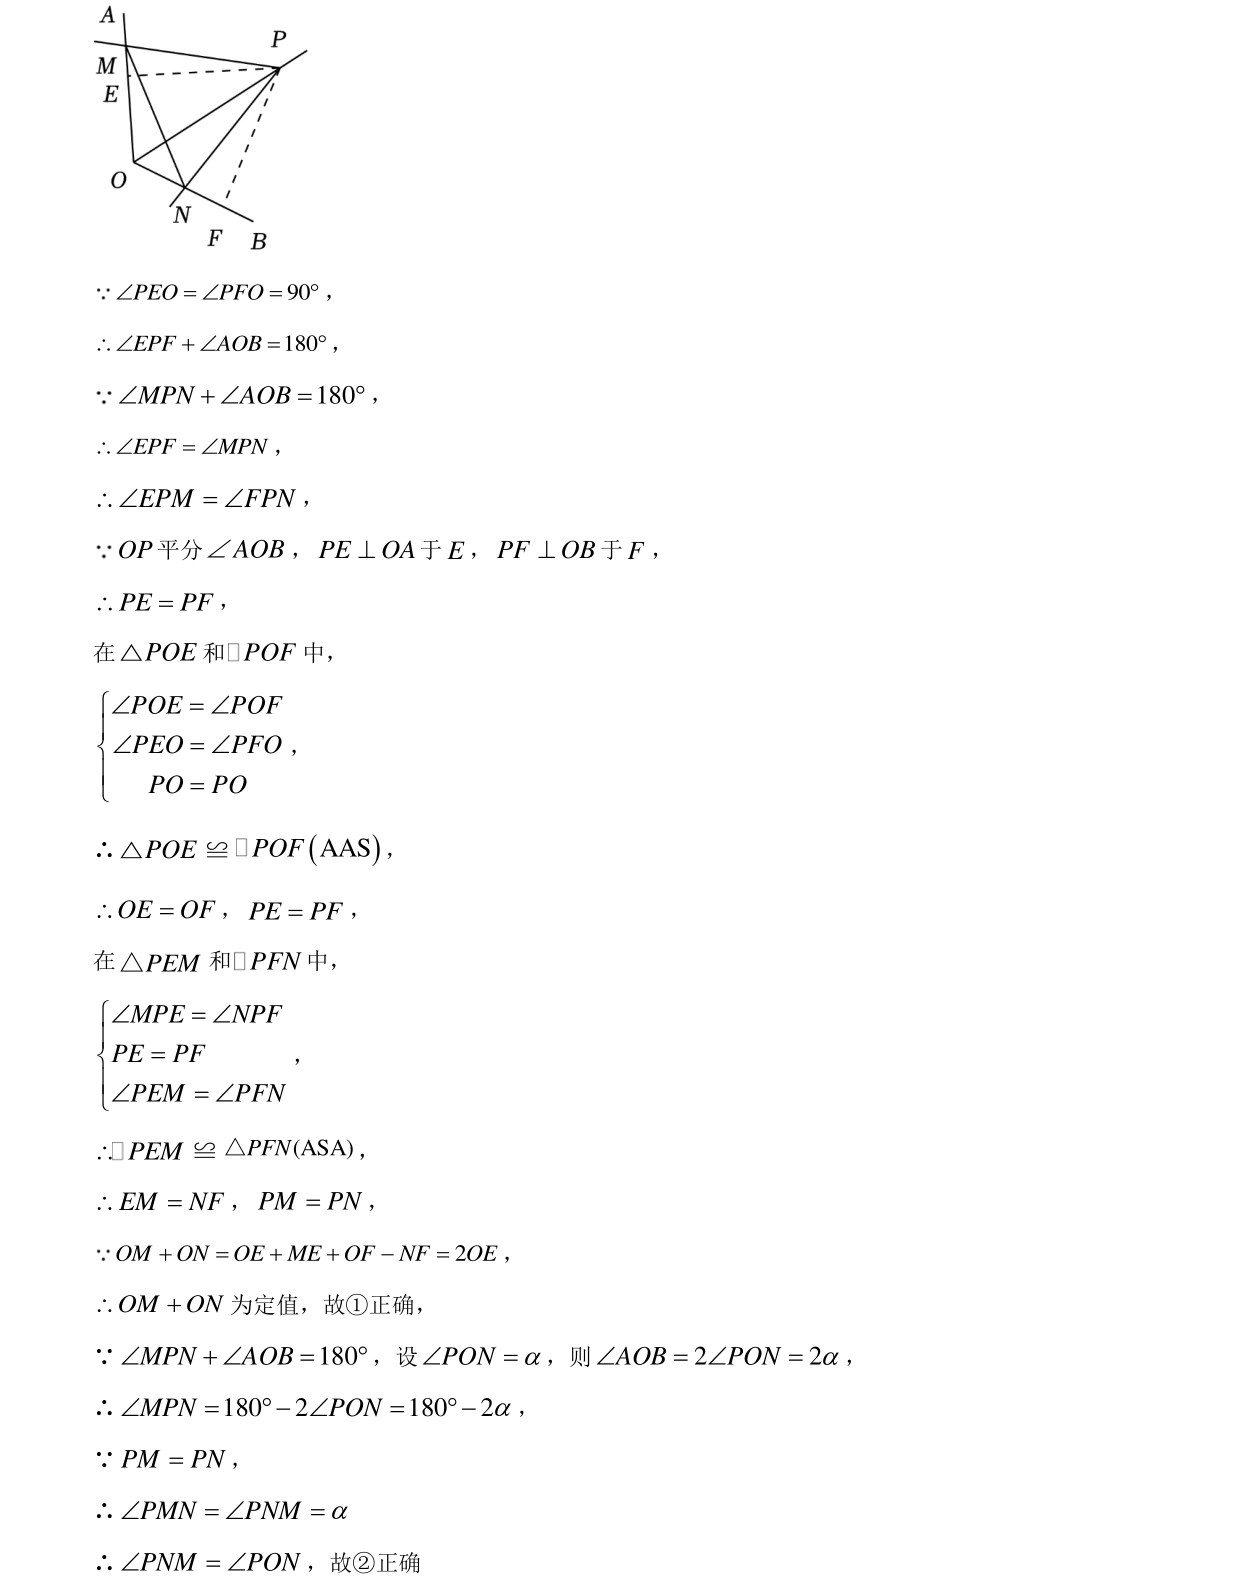 A
P
M
E
O
N
F
B
∵∠PEO=∠PFO=90°，
∴∠EPF+∠AOB=180°，
∵∠MPN+∠AOB=180°，
∴∠EPF=∠MPN，
∴∠EPM=∠FPN，
∵OP平分∠AOB，PE⊥OA于E，PF⊥OB于F，
∴PE=PF，
在△POE和□POF中，
∠POE=∠POF
∠PEO=∠PFO，
PO=PO
∴△POE≌□POF(AAS)，
∴OE=OF，PE=PF，
在△PEM和□PFN中，
∠MPE=∠NPF
PE=PF，
∠PEM=∠PFN
∴□PEM≌△PFN(ASA)，
∴EM=NF，PM=PN，
∵OM+ON=OE+ME+OF−NF=2OE，
∴OM+ON为定值，故①正确，
∵∠MPN+∠AOB=180°，设∠PON=α，则∠AOB=2∠PON=2α，
∴∠MPN=180°−2∠PON=180°−2α，
∵PM=PN，
∴∠PMN=∠PNM=α
∴∠PNM=∠PON，故②正确